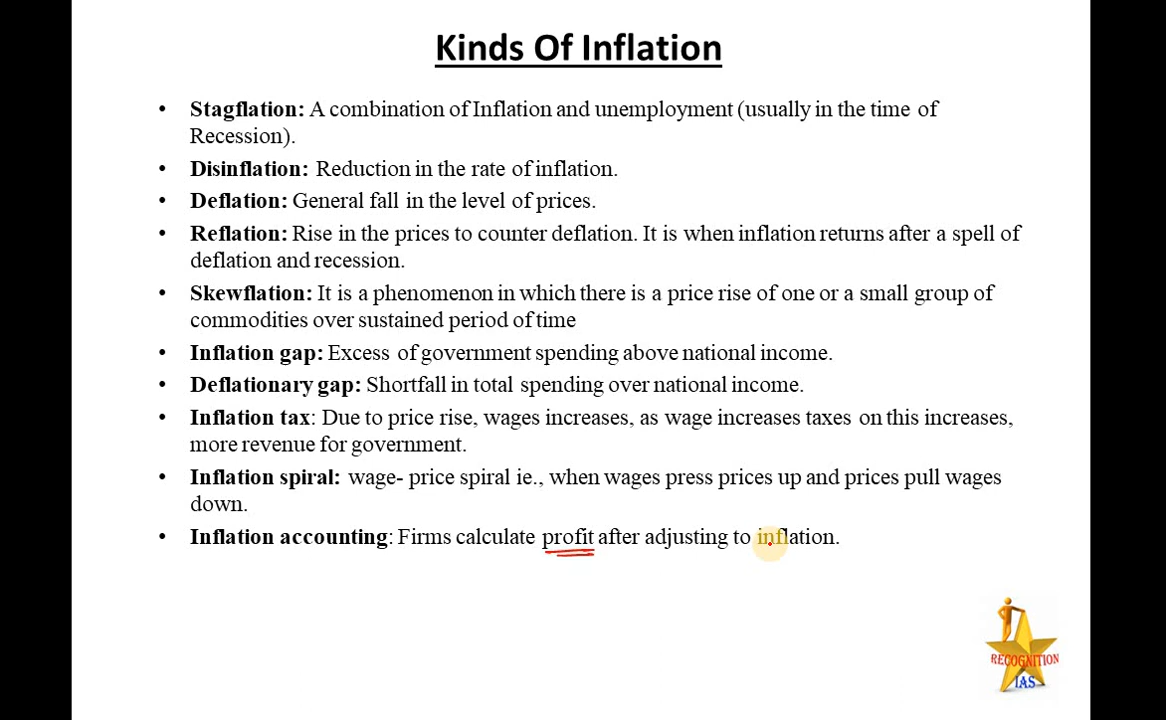 Kinds Of Inflation
• Stagflation: A combination of Inflation and unemployment (usually in the time of
Recession).
• Disinflation: Reduction in the rate of inflation.
• Deflation: General fall in the level of prices.
• Reflation: Rise in the prices to counter deflation. It is when inflation returns after a spell of
deflation and recession.
• Skewflation: It is a phenomenon in which there is a price rise of one or a small group of
commodities over sustained period of time
• Inflation gap: Excess of government spending above national income.
• Deflationary gap: Shortfall in total spending over national income.
• Inflation tax: Due to price rise, wages increases, as wage increases taxes on this increases,
more revenue for government.
• Inflation spiral: wage- price spiral ie., when wages press prices up and prices pull wages
down.
• Inflation accounting: Firms calculate profit after adjusting to inflation.
RECOGNITION
IAS